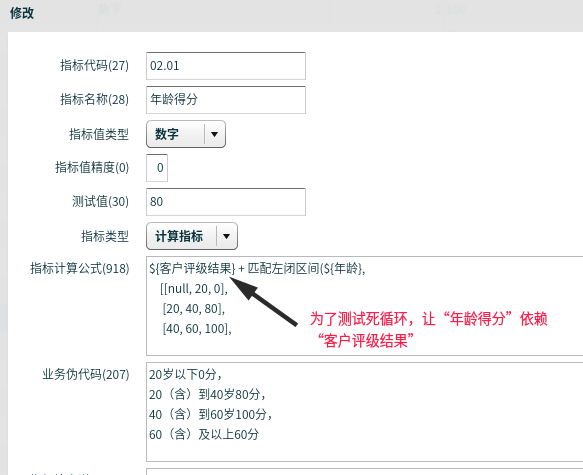 修改
指标代码(27) 02.01
指标名称(28) 年龄得分
指标值类型 数字
指标值精度(0) 0
测试值(30) 80
指标类型 计算指标
指标计算公式(918) ${客户评级结果} + 匹配左闭区间(${年龄},
[[null, 20, 0],
[20, 40, 80],
[40, 60, 100],
为了测试死循环，让“年龄得分”依赖
“客户评级结果”
业务伪代码(207) 20岁以下0分，
20（含）到40岁80分，
40（含）到60岁100分，
60（含）及以上60分